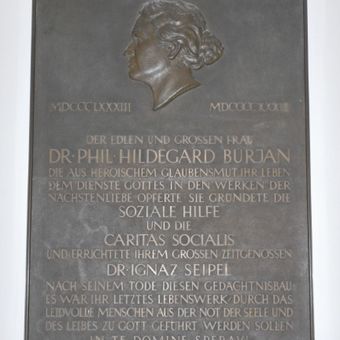 MDCCCLXXXIII
DER EDLEN UND GROSSEN FRAU
DR·PHIL·HILDEGARD BURJAN
DIE AUS HEROISCHEM GLAUBENSMUT IHR LEBEN
DEM DIENSTE GOTTES IN DEN WERKEN DER
NÄCHSTENLIEBE OPFERTE· SIE GRÜNDETE DIE
SOZIALE HILFE
UND DIE
CARITAS SOCIALIS
UND ERRICHTETE IHREM GROSSEN ZEITGENOSSEN
DR·IGNAZ SEIPEL
NACH SEINEM TODE DIESEN GEDÄCHTNISBAU·
ES WAR IHR LETZTES LEBENSWERK· DURCH DAS
LEIDVOLLE MENSCHEN AUS DER NOT DER SEELE UND
DES LEIBES ZU GOTT GEFÜHRT WERDEN SOLLEN
IN TE DOMINE SPERAVI